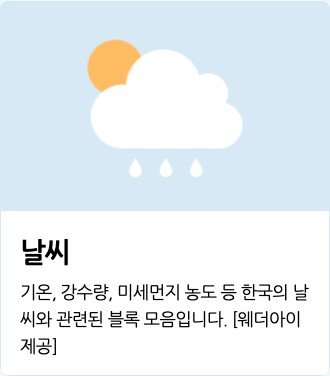 날씨
기온, 강수량, 미세먼지 농도 등 한국의 날
씨와 관련된 블록 모음입니다. [웨더아이
제공]